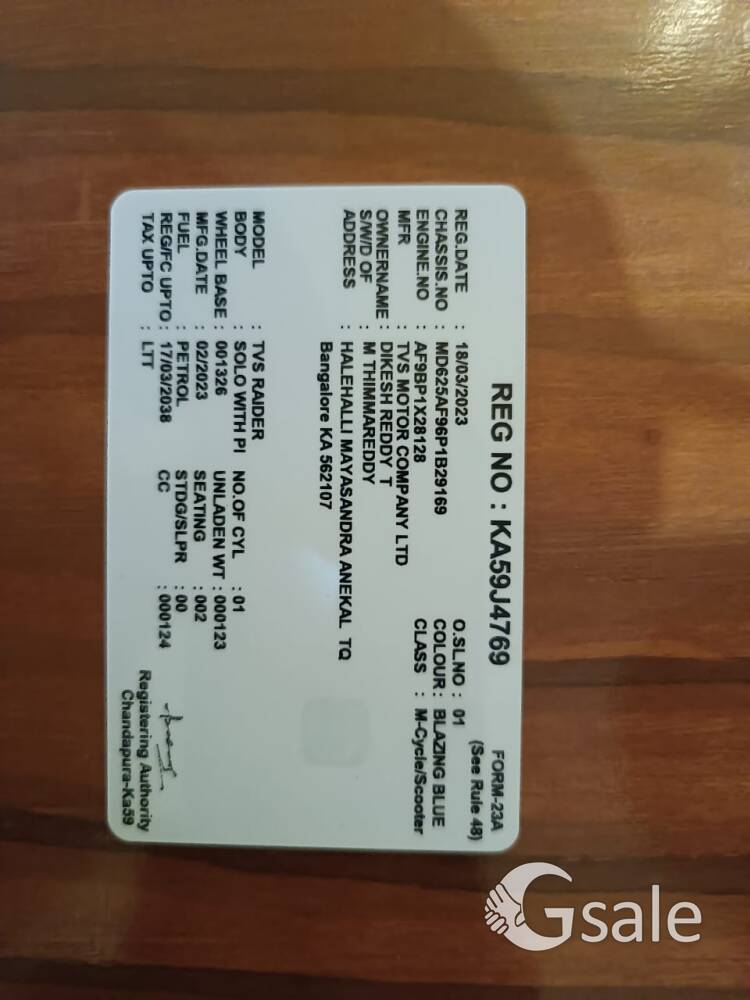 FORM-23A
REG NO : KA59J4769 (See Rule 48)
REG.DATE : 18/03/2023 O.SL.NO : 01
CHASSIS.NO : MD625AF96P1B29169 COLOUR : BLAZING BLUE
ENGINE.NO : AF9BP1X28128 CLASS : M-Cycle/Scooter
MFR : TVS MOTOR COMPANY LTD
OWNERNAME : DIKESH REDDY T
S/W/D OF : M THIMMAREDDY
ADDRESS : HALEHALLI MAYASANDRA ANEKAL TQ
Bangalore KA 562107
MODEL : TVS RAIDER
BODY : SOLO WITH PI NO.OF CYL : 01
WHEEL BASE : 001326 UNLADEN WT : 000123
MFG.DATE : 02/2023 SEATING : 002
FUEL : PETROL STDG/SLPR : 00
REG/FC UPTO : 17/03/2038 CC : 000124
TAX UPTO : LTT
Registering Authority
Chandapura-Ka59
Gsale